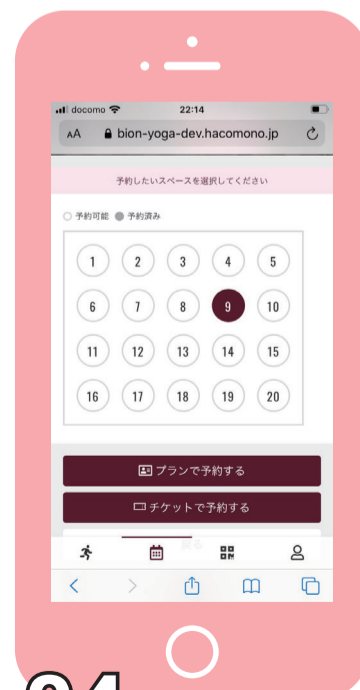 docomo 22:14
AA bion-yoga-dev.hacomono.jp
予約したいスペースを選択してください
予約可能 予約済み
1 2 3 4 5
6 7 8 9 10
11 12 13 14 15
16 17 18 19 20
プランで予約する
チケットで予約する
戻る
04